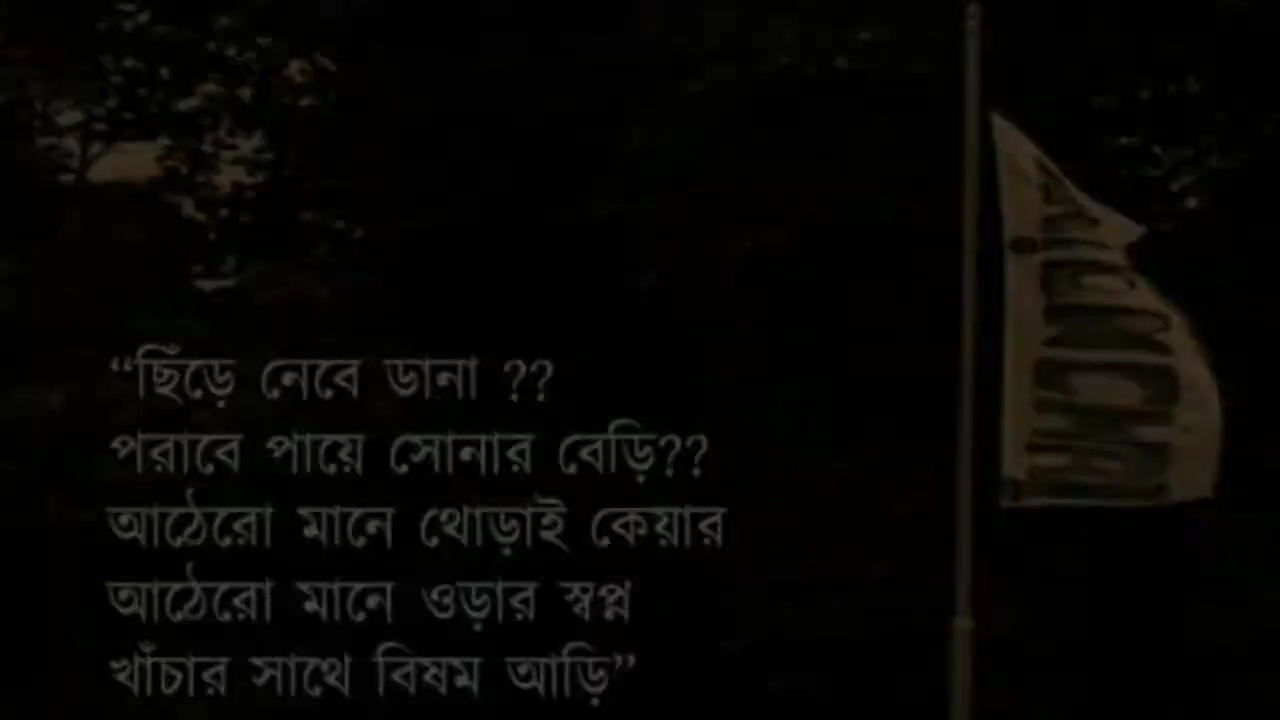 “ছিঁড়ে নেবে ডানা ??
পরাবে পায়ে সোনার বেড়ি??
আঠেরো মানে থোড়াই কেয়ার
আঠেরো মানে ওড়ার স্বপ্ন
খাঁচার সাথে বিষম আড়ি”